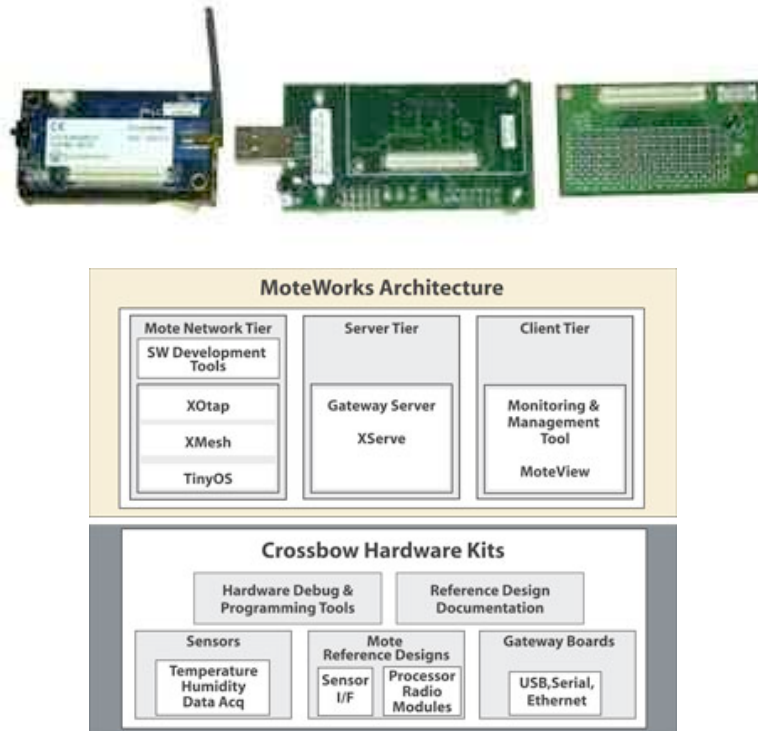 MoteWorks Architecture
Mote Network Tier
SW Development
Tools
XOtap
XMesh
TinyOS
Server Tier
Gateway Server
XServe
Client Tier
Monitoring &
Management
Tool
MoteView
Crossbow Hardware Kits
Hardware Debug &
Programming Tools
Reference Design
Documentation
Sensors
Temperature
Humidity
Data Acq
Mote
Reference Designs
Sensor
I/F
Processor
Radio
Modules
Gateway Boards
USB,Serial,
Ethernet